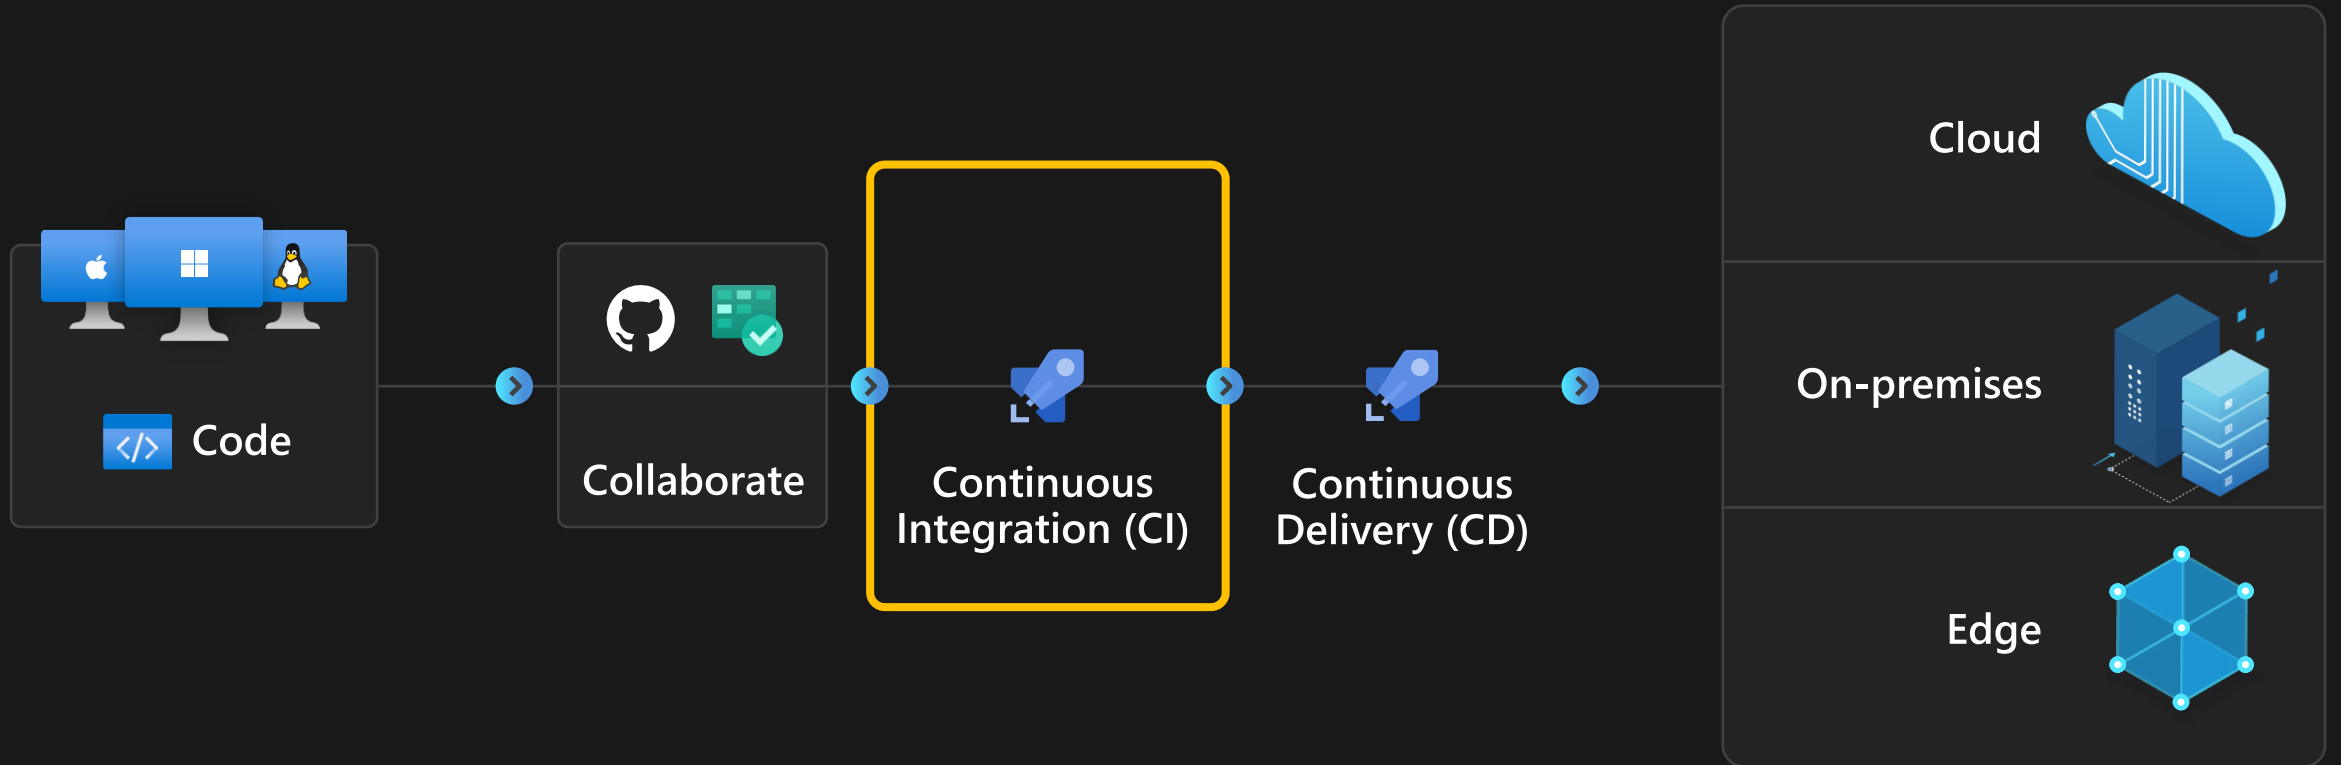 Code
Collaborate
Continuous
Integration (CI)
Continuous
Delivery (CD)
Cloud
On-premises
Edge